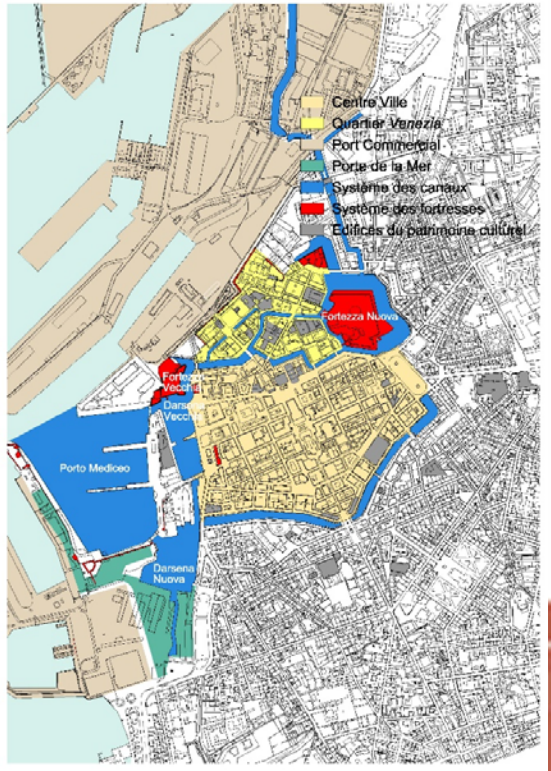 Centre Ville
Quartier Venezia
Port Commercial
Porte de la Mer
Système des canaux
Système des fortresses
Edifices du patrimoine culturel
Fortezza Nuova
Fortezza
Vecchia
Darsena
Vecchia
Porto Mediceo
Darsena
Nuova